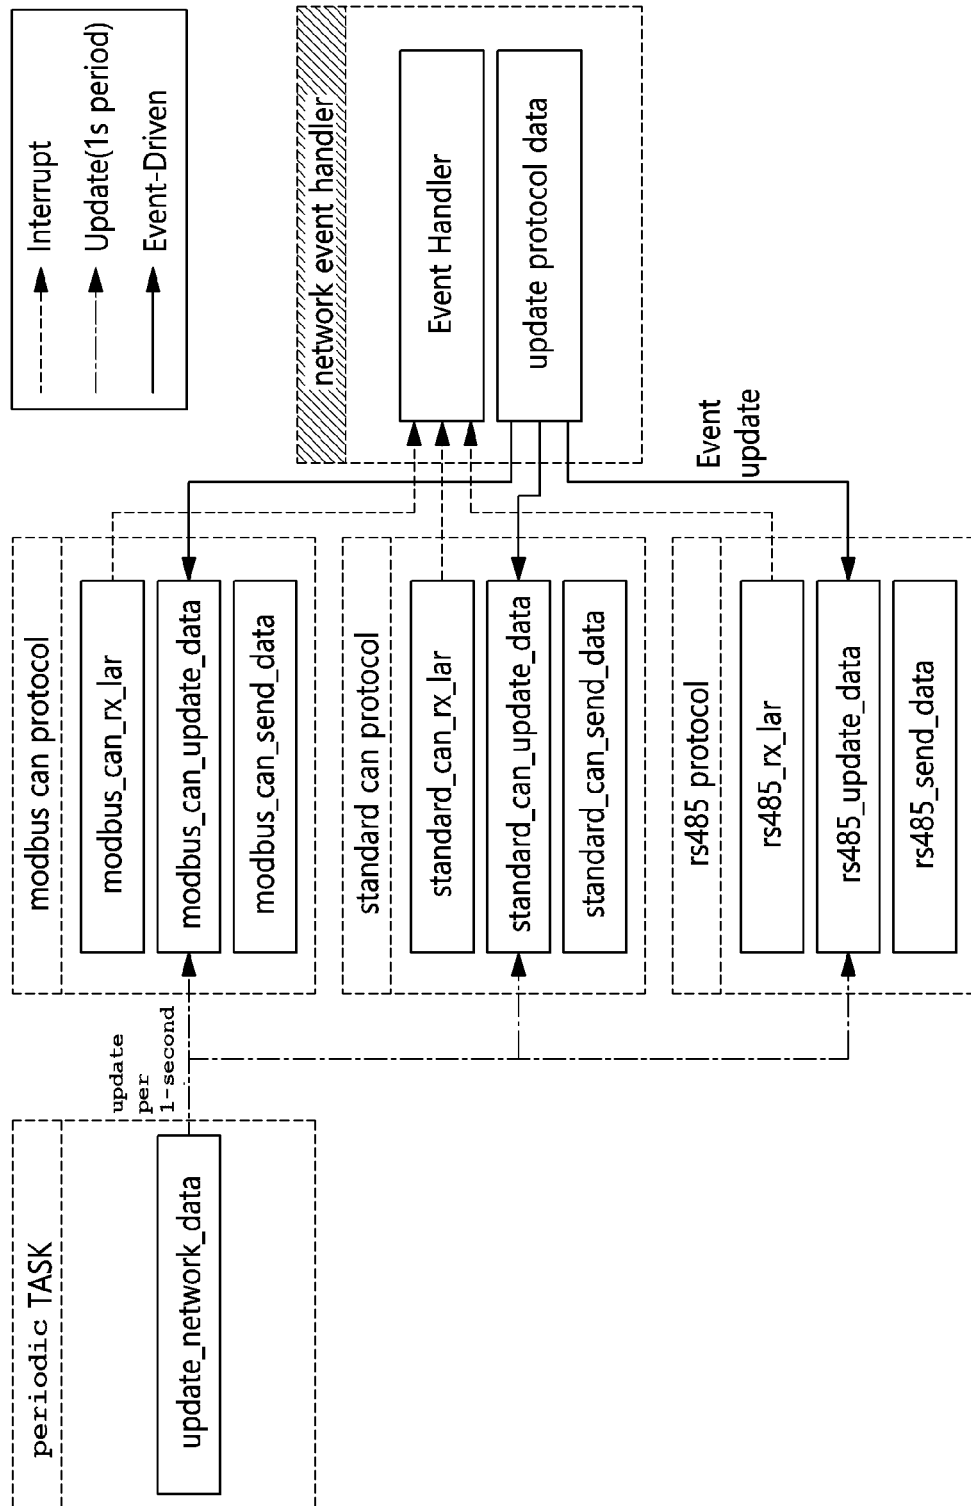 periodic TASK
update_network_data
update
per
1-second
modbus can protocol
modbus_can_rx_lar
modbus_can_update_data
modbus_can_send_data
standard can protocol
standard_can_rx_lar
standard_can_update_data
standard_can_send_data
rs485 protocol
rs485_rx_lar
rs485_update_data
rs485_send_data
Event
update
network event handler
Event Handler
update protocol data
Interrupt
Update(1s period)
Event-Driven